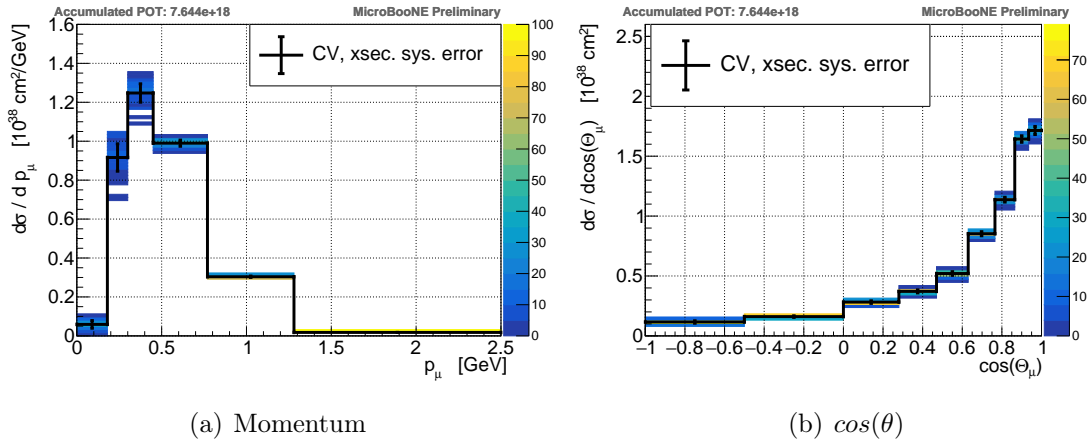 Accumulated POT: 7.644e+18 MicroBooNE Preliminary
CV, xsec. sys. error
dσ / d p_μ [10^38 cm^2/GeV]
1.6
1.4
1.2
1
0.8
0.6
0.4
0.2
0
0 0.5 1 1.5 2 2.5
p_μ [GeV]
100
90
80
70
60
50
40
30
20
10
0
(a) Momentum
Accumulated POT: 7.644e+18 MicroBooNE Preliminary
CV, xsec. sys. error
dσ / dcos(Θ_μ) [10^38 cm^2]
2.5
2
1.5
1
0.5
0
−1 −0.8 −0.6 −0.4 −0.2 0 0.2 0.4 0.6 0.8 1
cos(Θ_μ)
70
60
50
40
30
20
10
0
(b) cos(θ)